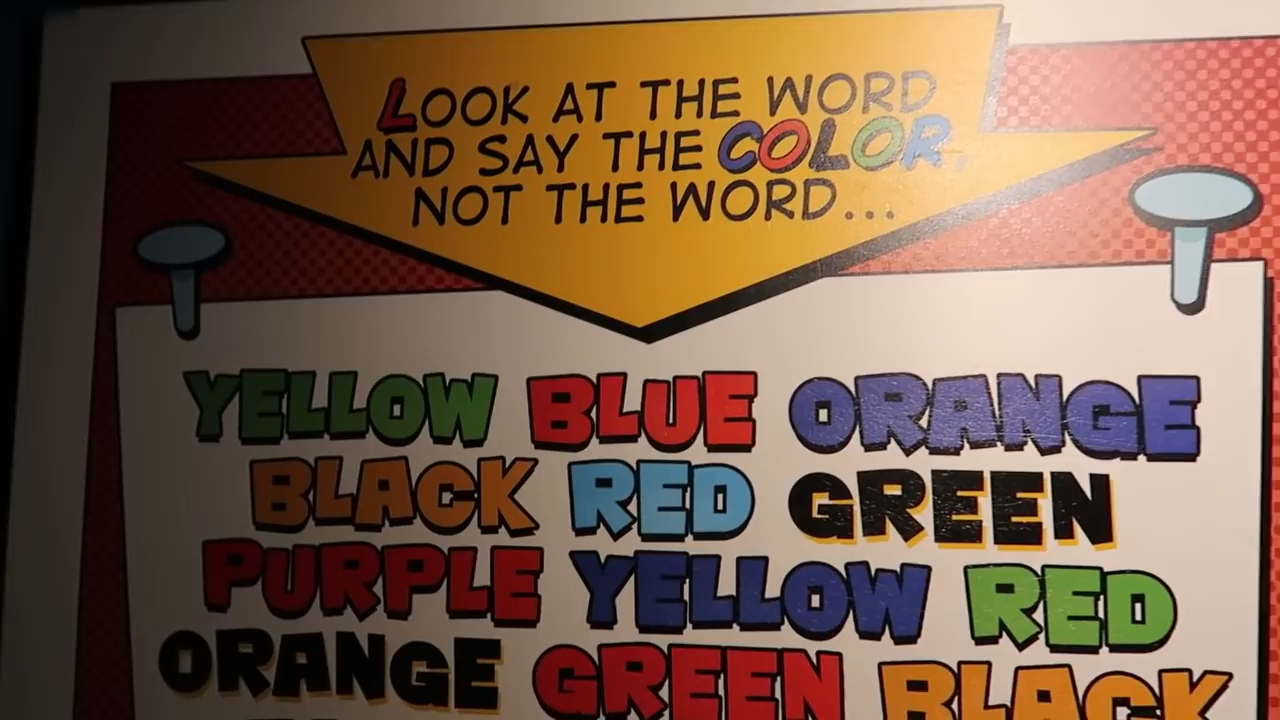 LOOK AT THE WORD
AND SAY THE COLOR,
NOT THE WORD...
YELLOW BLUE ORANGE
BLACK RED GREEN
PURPLE YELLOW RED
ORANGE GREEN BLACK